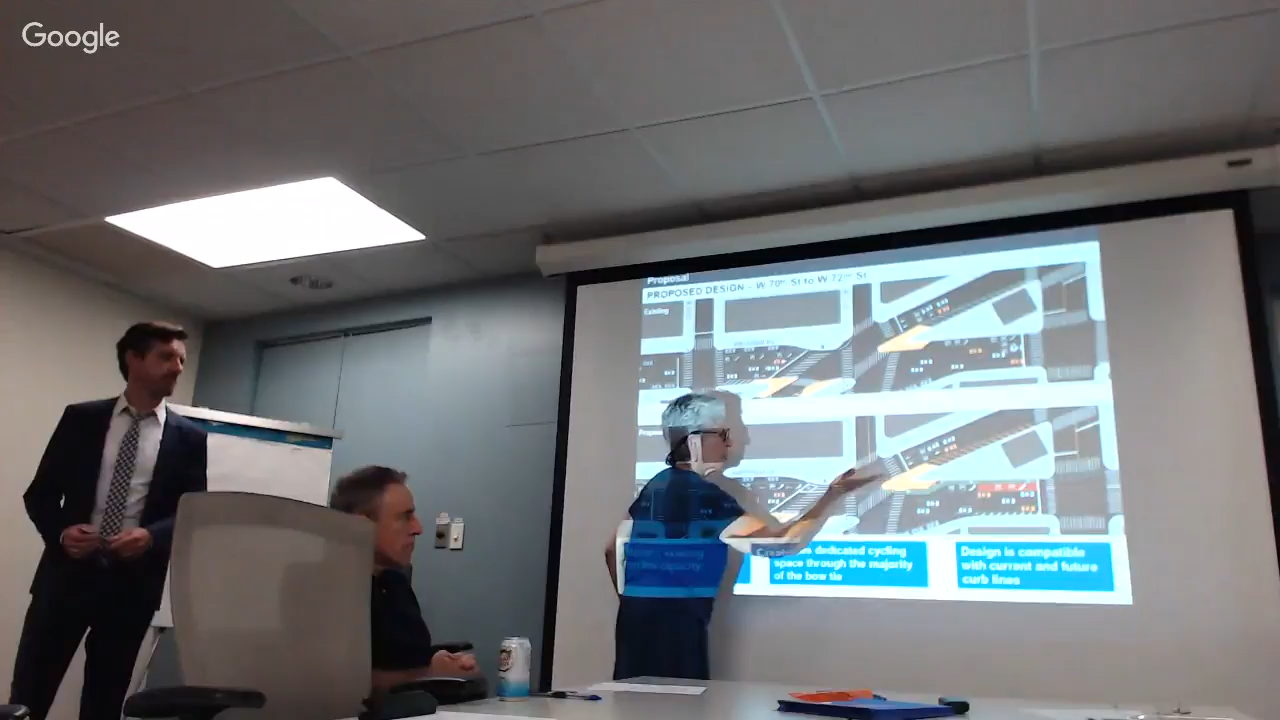 Google
Proposal
PROPOSED DESIGN – W 70th St to W 72nd St
Existing
dedicated cycling
space through the majority
of the bow tie
Design is compatible
with current and future
curb lines
capacity